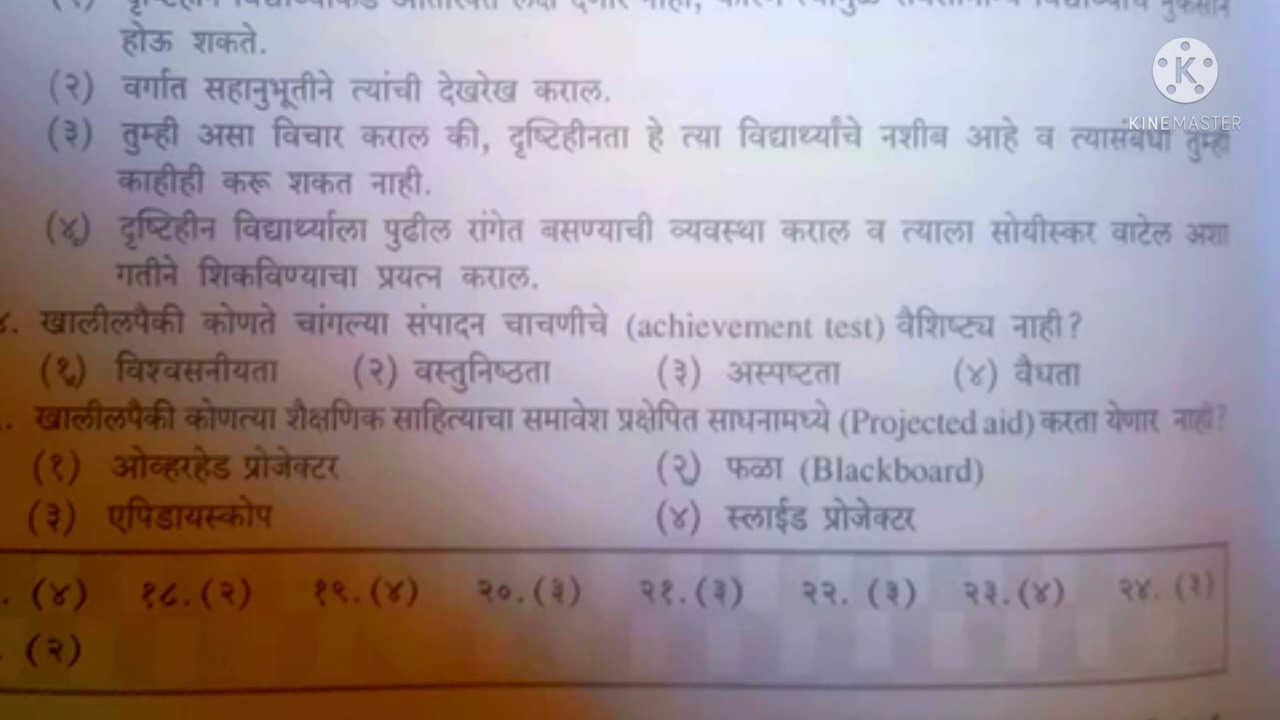 होऊ शकते.
(२) वर्गात सहानुभूतीने त्यांची देखरेख कराल.
(३) तुम्ही असा विचार कराल की, दृष्टिहीनता हे त्या विद्यार्थ्यांचे नशीब आहे व त्यासंबंधी तुम्ही
काहीही करू शकत नाही.
(४) दृष्टिहीन विद्यार्थ्याला पुढील रांगेत बसण्याची व्यवस्था कराल व त्याला सोयीस्कर वाटेल अशा
गतीने शिकविण्याचा प्रयत्न कराल.
४. खालीलपैकी कोणते चांगल्या संपादन चाचणीचे (achievement test) वैशिष्ट्य नाही?
(१) विश्वसनीयता (२) वस्तुनिष्ठता (३) अस्पष्टता (४) वैधता
. खालीलपैकी कोणत्या शैक्षणिक साहित्याचा समावेश प्रक्षेपित साधनामध्ये (Projected aid) करता येणार नाही?
(१) ओव्हरहेड प्रोजेक्टर (२) फळा (Blackboard)
(३) एपिडायस्कोप (४) स्लाईड प्रोजेक्टर
. (४) १८. (२) १९. (४) २०. (३) २१. (३) २२. (३) २३. (४) २४. (३)
. (२)
KINEMASTER